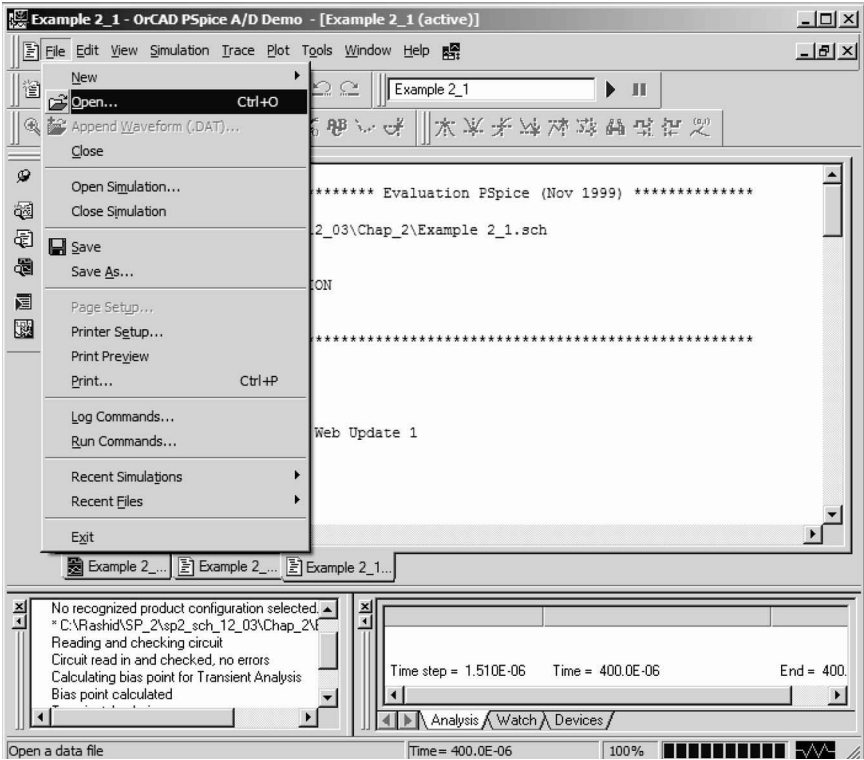 Example 2_1 - OrCAD PSpice A/D Demo - [Example 2_1 (active)]
File Edit View Simulation Trace Plot Tools Window Help
New
Open... Ctrl+O
Append Waveform (.DAT)...
Close
Open Simulation...
Close Simulation
Save
Save As...
Page Setup...
Printer Setup...
Print Preview
Print... Ctrl+P
Log Commands...
Run Commands...
Recent Simulations
Recent Files
Exit
Example 2_1
******* Evaluation PSpice (Nov 1999) **************
2_03\Chap_2\Example 2_1.sch
ION
***************************************************
Web Update 1
Example 2_... Example 2_... Example 2_1...
No recognized product configuration selected.
* C:\Rashid\SP_2\sp2_sch_12_03\Chap_2\E
Reading and checking circuit
Circuit read in and checked, no errors
Calculating bias point for Transient Analysis
Bias point calculated
Time step = 1.510E-06 Time = 400.0E-06 End = 400.
Analysis Watch Devices
Open a data file Time= 400.0E-06 100%